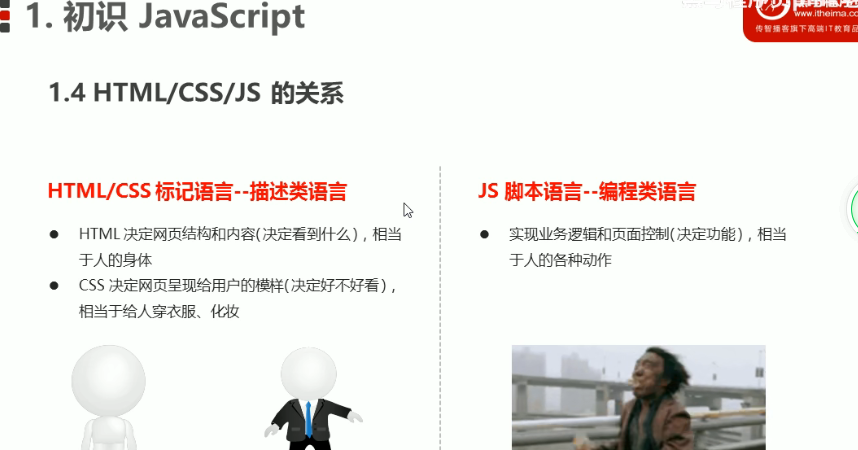 1. 初识 JavaScript
www.itheima.co
传智播客旗下高端IT教育品
1.4 HTML/CSS/JS 的关系
HTML/CSS 标记语言--描述类语言
HTML 决定网页结构和内容(决定看到什么)，相当
于人的身体
CSS 决定网页呈现给用户的模样(决定好不好看)，
相当于给人穿衣服、化妆
JS 脚本语言--编程类语言
实现业务逻辑和页面控制(决定功能)，相当
于人的各种动作